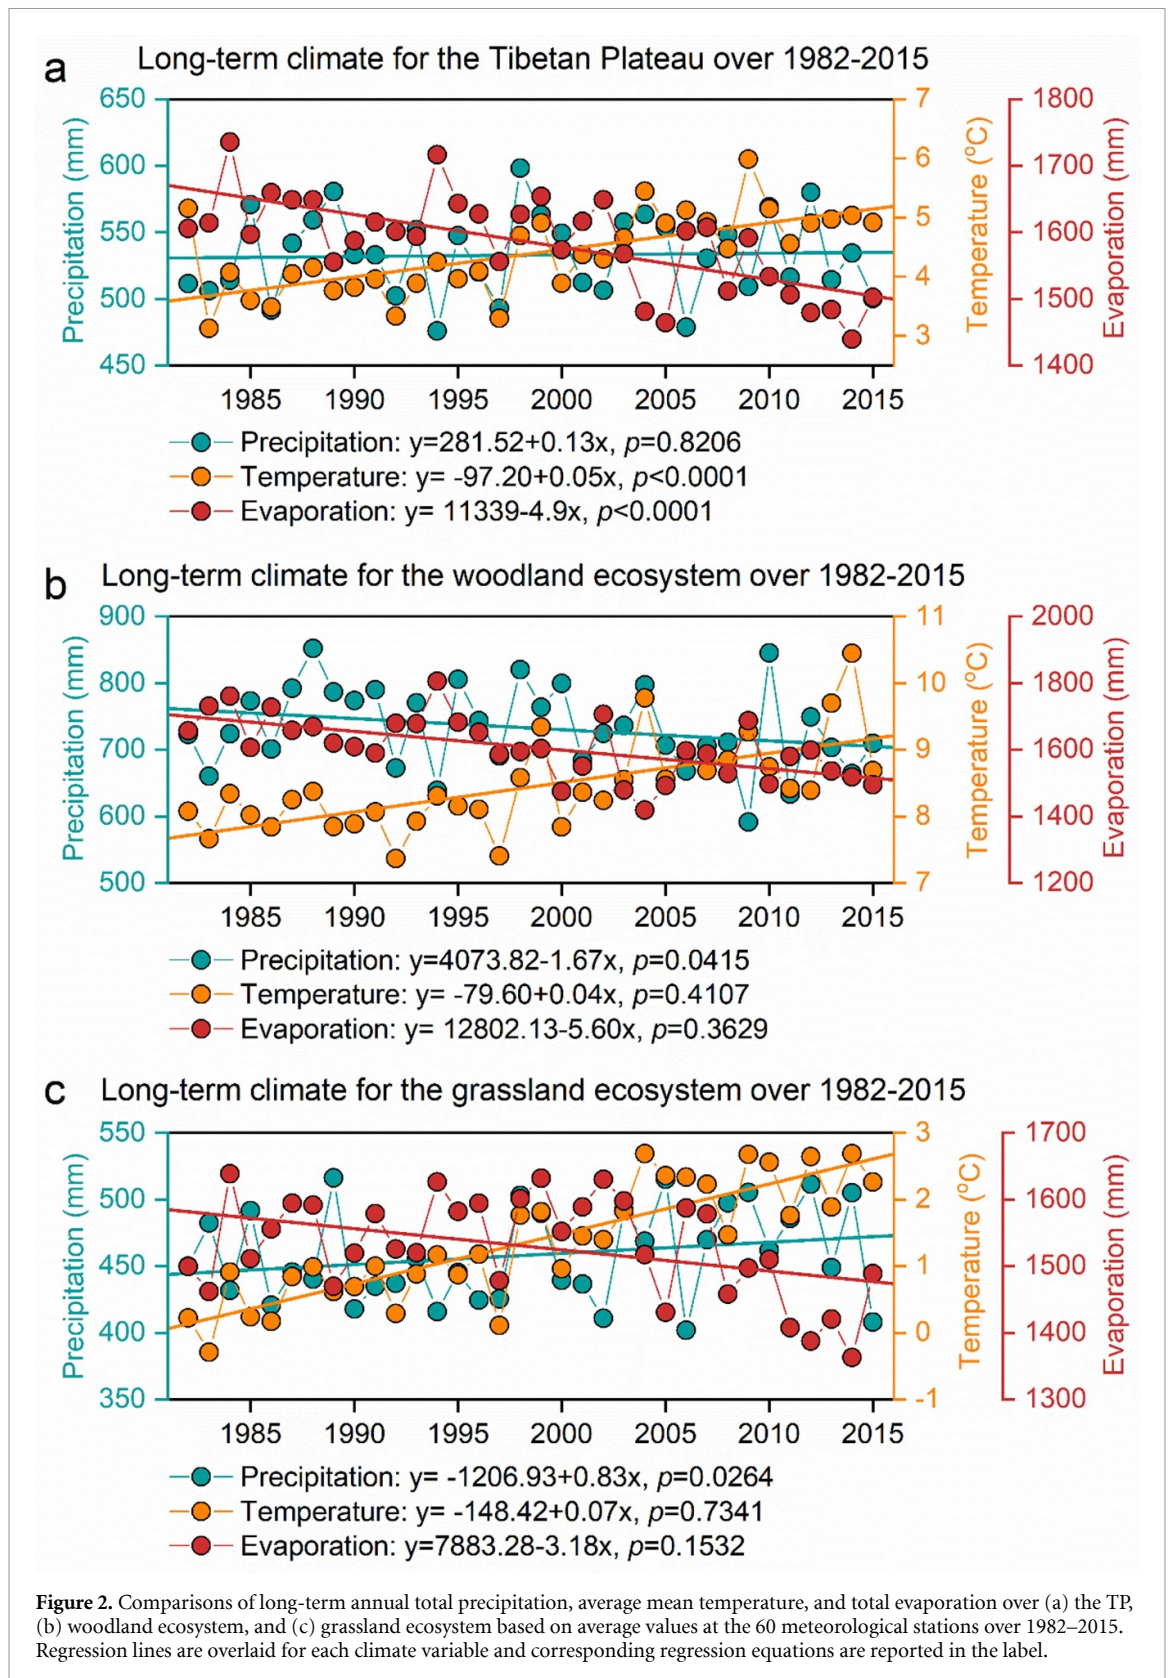 a
Long-term climate for the Tibetan Plateau over 1982-2015
650
600
550
500
450
Precipitation (mm)
7
6
5
4
3
Temperature (°C)
1800
1700
1600
1500
1400
Evaporation (mm)
1985 1990 1995 2000 2005 2010 2015
Precipitation: y=281.52+0.13x, p=0.8206
Temperature: y= -97.20+0.05x, p<0.0001
Evaporation: y= 11339-4.9x, p<0.0001
b
Long-term climate for the woodland ecosystem over 1982-2015
900
800
700
600
500
Precipitation (mm)
11
10
9
8
7
Temperature (°C)
2000
1800
1600
1400
1200
Evaporation (mm)
1985 1990 1995 2000 2005 2010 2015
Precipitation: y=4073.82-1.67x, p=0.0415
Temperature: y= -79.60+0.04x, p=0.4107
Evaporation: y= 12802.13-5.60x, p=0.3629
c
Long-term climate for the grassland ecosystem over 1982-2015
550
500
450
400
350
Precipitation (mm)
3
2
1
0
-1
Temperature (°C)
1700
1600
1500
1400
1300
Evaporation (mm)
1985 1990 1995 2000 2005 2010 2015
Precipitation: y= -1206.93+0.83x, p=0.0264
Temperature: y= -148.42+0.07x, p=0.7341
Evaporation: y=7883.28-3.18x, p=0.1532
Figure 2. Comparisons of long-term annual total precipitation, average mean temperature, and total evaporation over (a) the TP,
(b) woodland ecosystem, and (c) grassland ecosystem based on average values at the 60 meteorological stations over 1982–2015.
Regression lines are overlaid for each climate variable and corresponding regression equations are reported in the label.